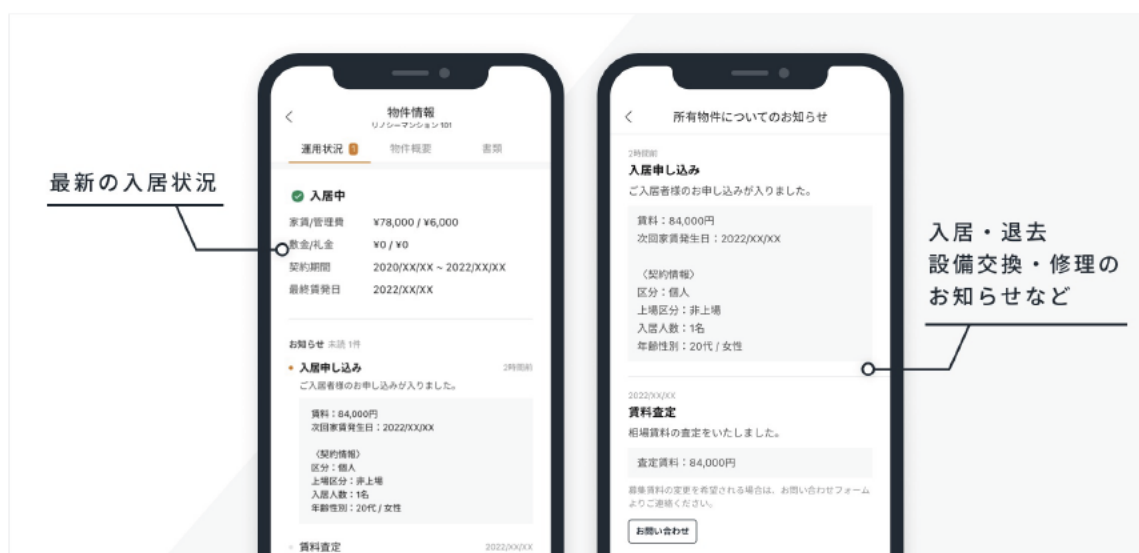 最新の入居状況
物件情報
リノシーマンション 101
運用状況 1
物件概要
書類
入居中
家賃/管理費 ¥78,000 / ¥6,000
敷金/礼金 ¥0 / ¥0
契約期間 2020/XX/XX ~ 2022/XX/XX
最終賃発日 2022/XX/XX
お知らせ 未読 1件
入居申し込み 2時間前
ご入居者様のお申し込みが入りました。
賃料：84,000円
次回家賃発生日：2022/XX/XX
〈契約情報〉
区分：個人
上場区分：非上場
入居人数：1名
年齢性別：20代 / 女性
賃料査定 2022/XX/XX
所有物件についてのお知らせ
2時間前
入居申し込み
ご入居者様のお申し込みが入りました。
賃料：84,000円
次回家賃発生日：2022/XX/XX
〈契約情報〉
区分：個人
上場区分：非上場
入居人数：1名
年齢性別：20代 / 女性
2022/XX/XX
賃料査定
相場賃料の査定をいたしました。
査定賃料：84,000円
募集賃料の変更を希望される場合は、お問い合わせフォーム
よりご連絡ください。
お問い合わせ
入居・退去
設備交換・修理の
お知らせなど